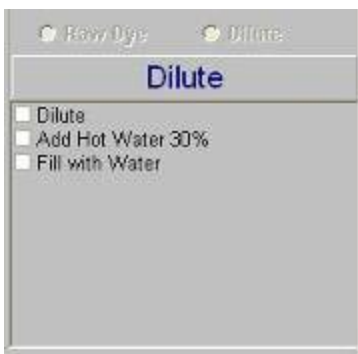 Raw Dye Dilute
Dilute
Dilute
Add Hot Water 30%
Fill with Water